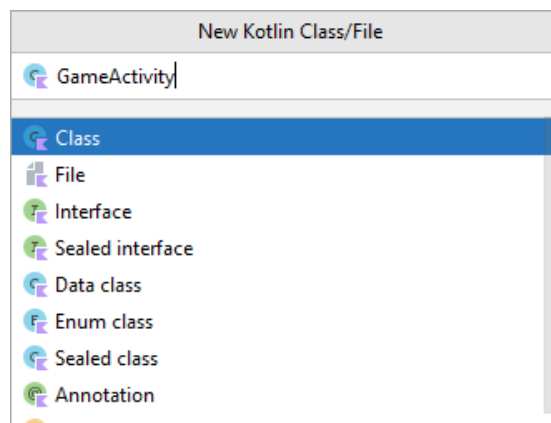 New Kotlin Class/File
GameActivity
Class
File
Interface
Sealed interface
Data class
Enum class
Sealed class
Annotation